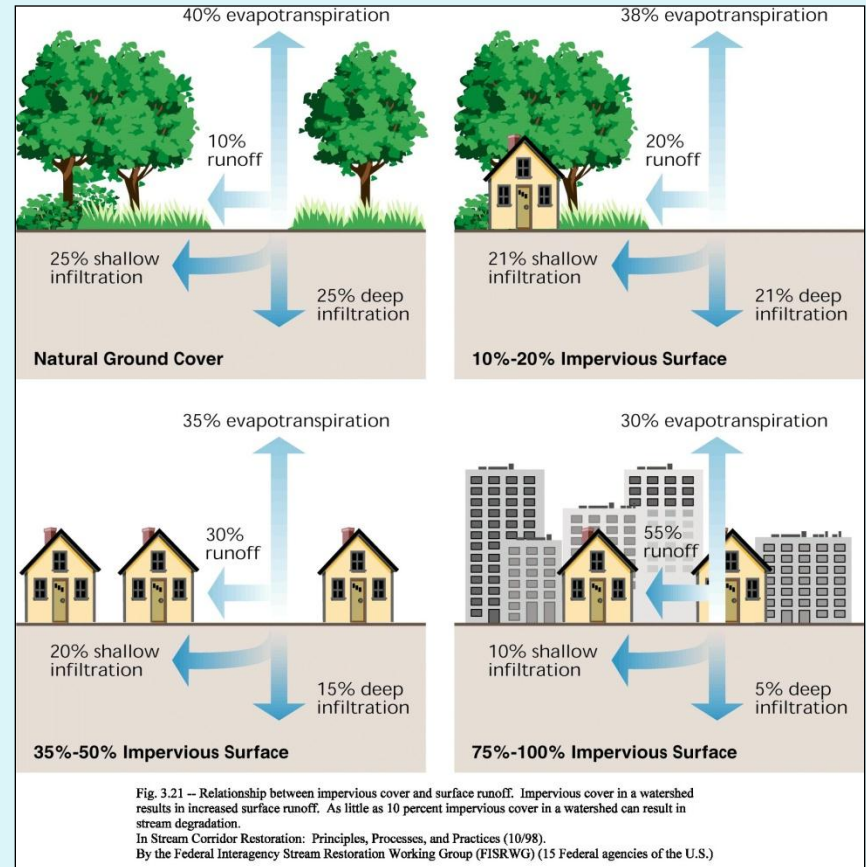 40% evapotranspiration
10%
runoff
25% shallow
infiltration
25% deep
infiltration
Natural Ground Cover
38% evapotranspiration
20%
runoff
21% shallow
infiltration
21% deep
infiltration
10%-20% Impervious Surface
35% evapotranspiration
30%
runoff
20% shallow
infiltration
15% deep
infiltration
35%-50% Impervious Surface
30% evapotranspiration
55%
runoff
10% shallow
infiltration
5% deep
infiltration
75%-100% Impervious Surface
Fig. 3.21 -- Relationship between impervious cover and surface runoff. Impervious cover in a watershed
results in increased surface runoff. As little as 10 percent impervious cover in a watershed can result in
stream degradation.
In Stream Corridor Restoration: Principles, Processes, and Practices (10/98).
By the Federal Interagency Stream Restoration Working Group (FISRWG) (15 Federal agencies of the U.S.)